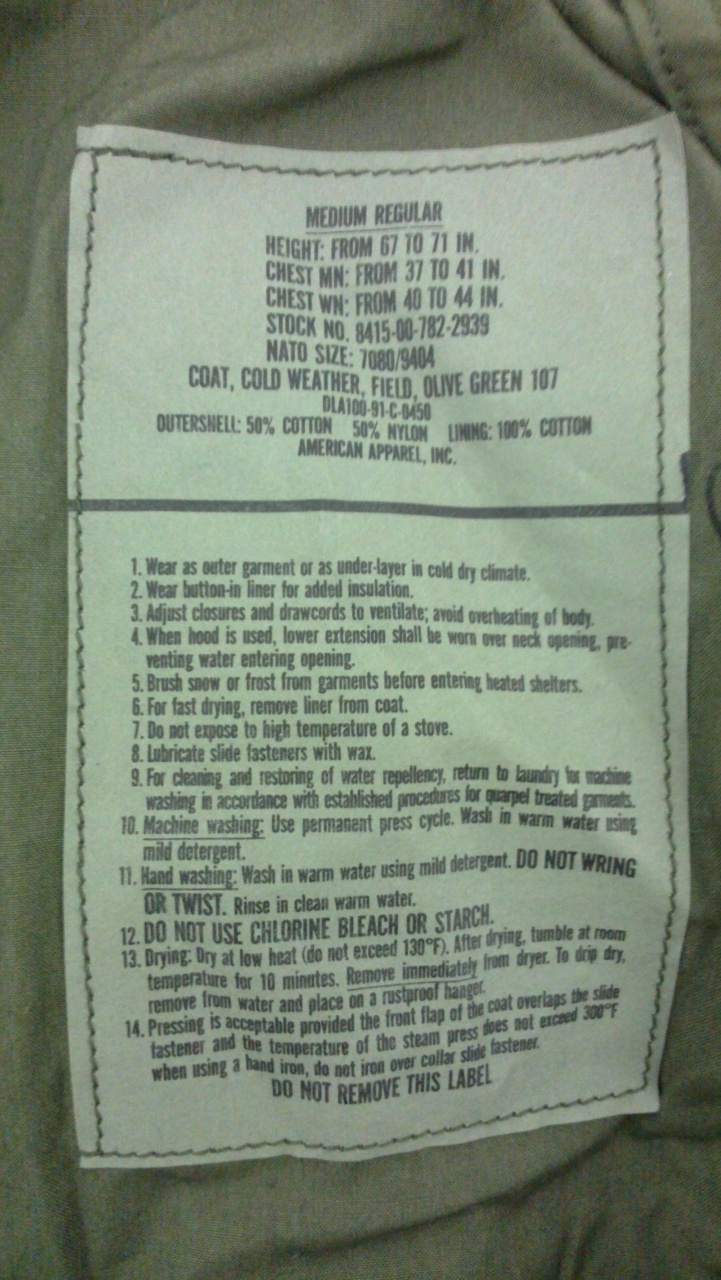 MEDIUM REGULAR
HEIGHT: FROM 67 TO 71 IN.
CHEST MN: FROM 37 TO 41 IN.
CHEST WN: FROM 40 TO 44 IN.
STOCK NO. 8415-00-782-2939
NATO SIZE: 7080/9404
COAT, COLD WEATHER, FIELD, OLIVE GREEN 107
DLA100-91-C-0450
OUTERSHELL: 50% COTTON 50% NYLON LINING: 100% COTTON
AMERICAN APPAREL, INC.
1. Wear as outer garment or as under-layer in cold dry climate.
2. Wear button-in liner for added insulation.
3. Adjust closures and drawcords to ventilate; avoid overheating of body.
4. When hood is used, lower extension shall be worn over neck opening, pre-
venting water entering opening.
5. Brush snow or frost from garments before entering heated shelters.
6. For fast drying, remove liner from coat.
7. Do not expose to high temperature of a stove.
8. Lubricate slide fasteners with wax.
9. For cleaning and restoring of water repellency, return to laundry for machine
washing in accordance with established procedures for quarpel treated garments.
10. Machine washing: Use permanent press cycle. Wash in warm water using
mild detergent.
11. Hand washing: Wash in warm water using mild detergent. DO NOT WRING
OR TWIST. Rinse in clean warm water.
12. DO NOT USE CHLORINE BLEACH OR STARCH.
13. Drying: Dry at low heat (do not exceed 130°F). After drying, tumble at room
temperature for 10 minutes. Remove immediately from dryer. To drip dry,
remove from water and place on a rustproof hanger.
14. Pressing is acceptable provided the front flap of the coat overlaps the slide
fastener and the temperature of the steam press does not exceed 300°F
when using a hand iron, do not iron over collar slide fastener.
DO NOT REMOVE THIS LABEL